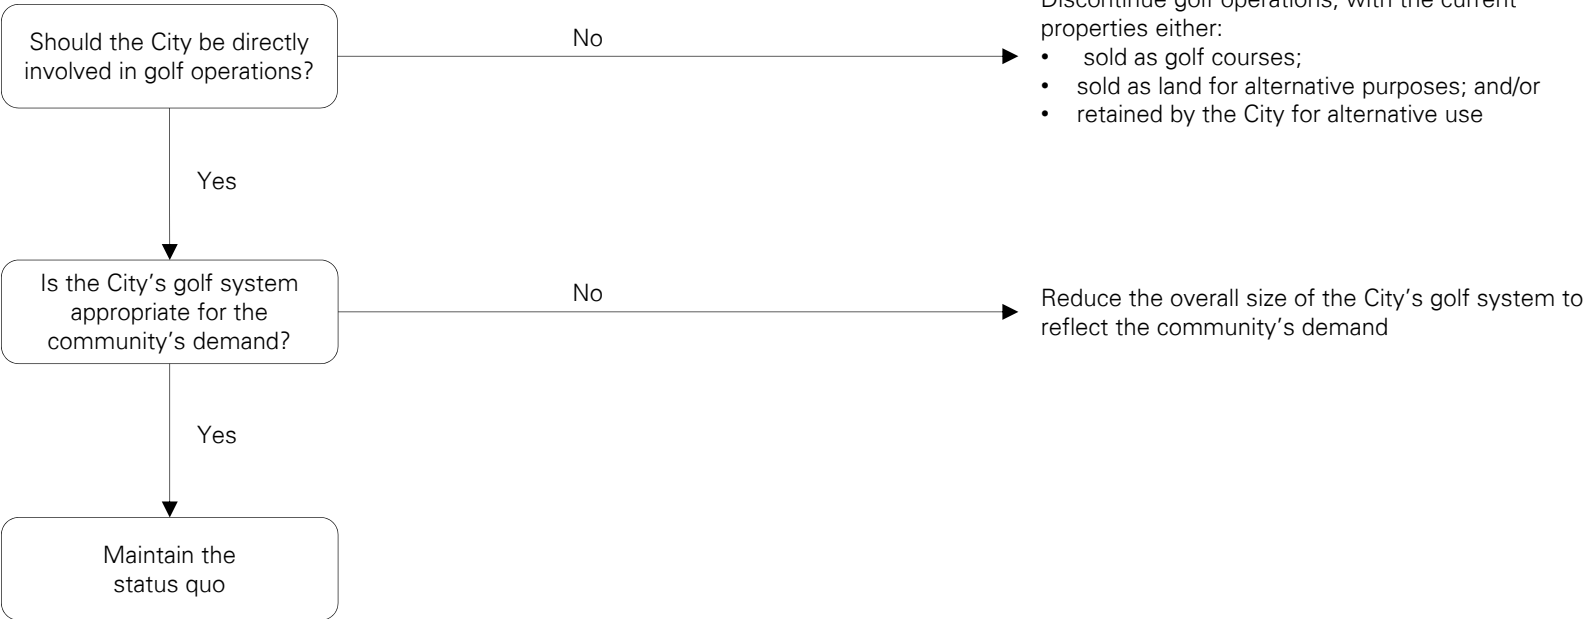 Should the City be directly
involved in golf operations?
No
Discontinue golf operations, with the current
properties either:
• sold as golf courses;
• sold as land for alternative purposes; and/or
• retained by the City for alternative use
Yes
Is the City’s golf system
appropriate for the
community’s demand?
No
Reduce the overall size of the City’s golf system to
reflect the community’s demand
Yes
Maintain the
status quo